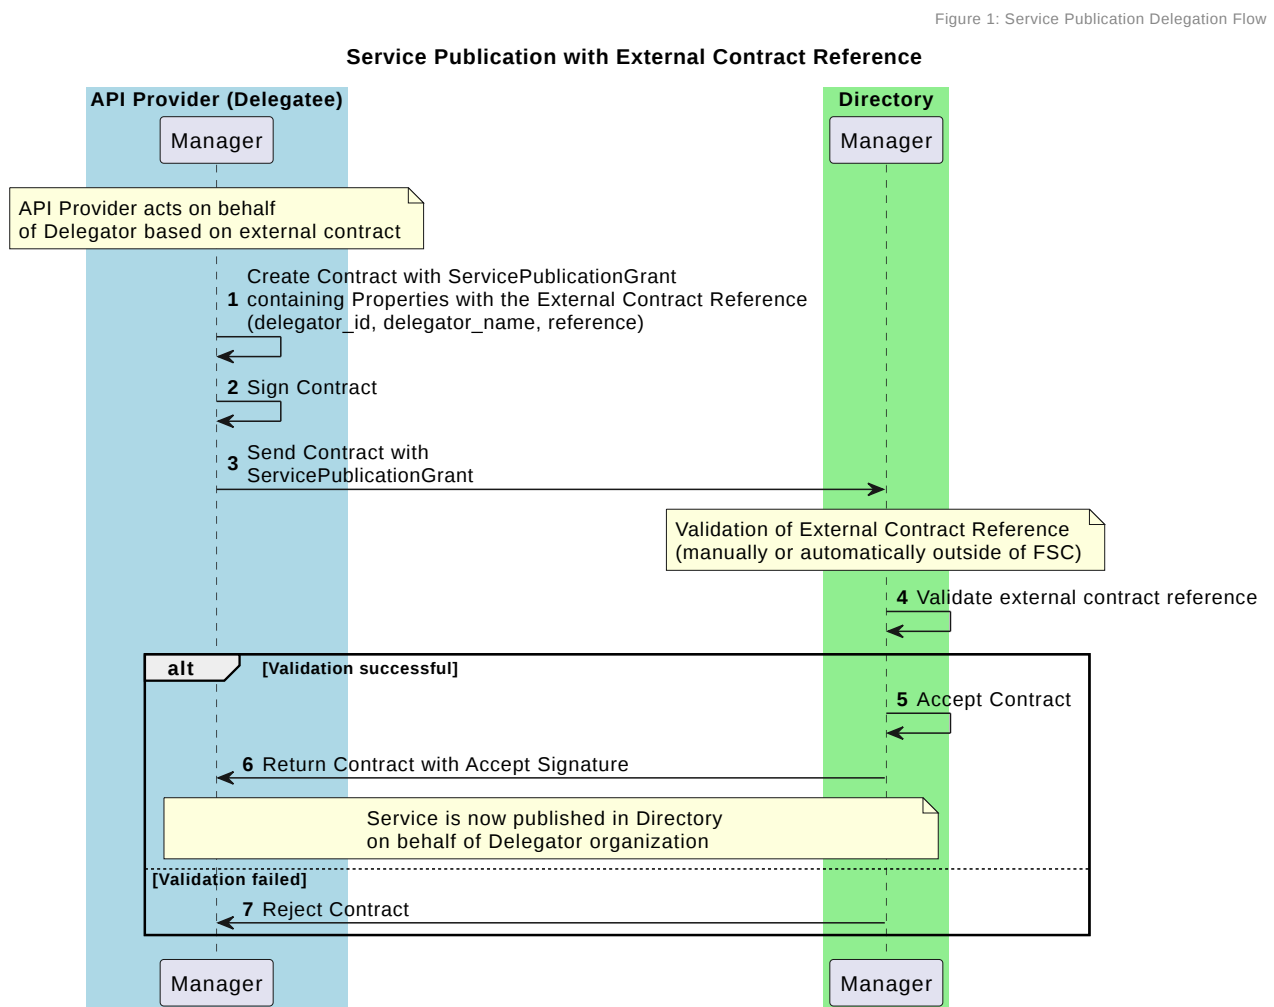 Figure 1: Service Publication Delegation Flow
Service Publication with External Contract Reference
API Provider (Delegatee)
Directory
Manager
Manager
API Provider acts on behalf
of Delegator based on external contract
Create Contract with ServicePublicationGrant
1 containing Properties with the External Contract Reference
(delegator_id, delegator_name, reference)
2 Sign Contract
Send Contract with
3
ServicePublicationGrant
Validation of External Contract Reference
(manually or automatically outside of FSC)
4 Validate external contract reference
alt [Validation successful]
5 Accept Contract
6 Return Contract with Accept Signature
Service is now published in Directory
on behalf of Delegator organization
[Validation failed]
7 Reject Contract
Manager
Manager